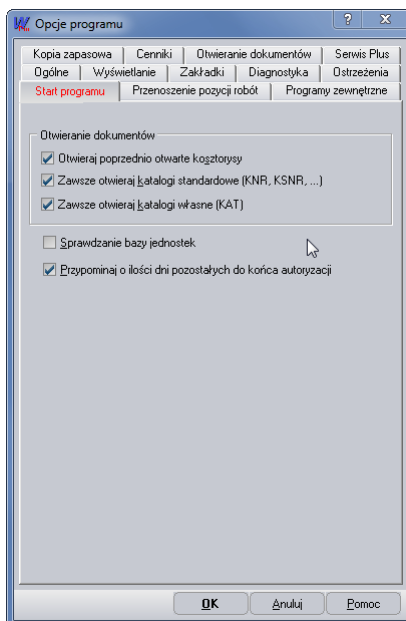 Opcje programu
Kopia zapasowa Cenniki Otwieranie dokumentów Serwis Plus
Ogólne Wyświetlanie Zakładki Diagnostyka Ostrzeżenia
Start programu Przenoszenie pozycji robót Programy zewnętrzne
Otwieranie dokumentów
Otwieraj poprzednio otwarte kosztorysy
Zawsze otwieraj katalogi standardowe (KNR, KSNR, ...)
Zawsze otwieraj katalogi własne (KAT)
Sprawdzanie bazy jednostek
Przypominaj o ilości dni pozostałych do końca autoryzacji
OK Anuluj Pomoc